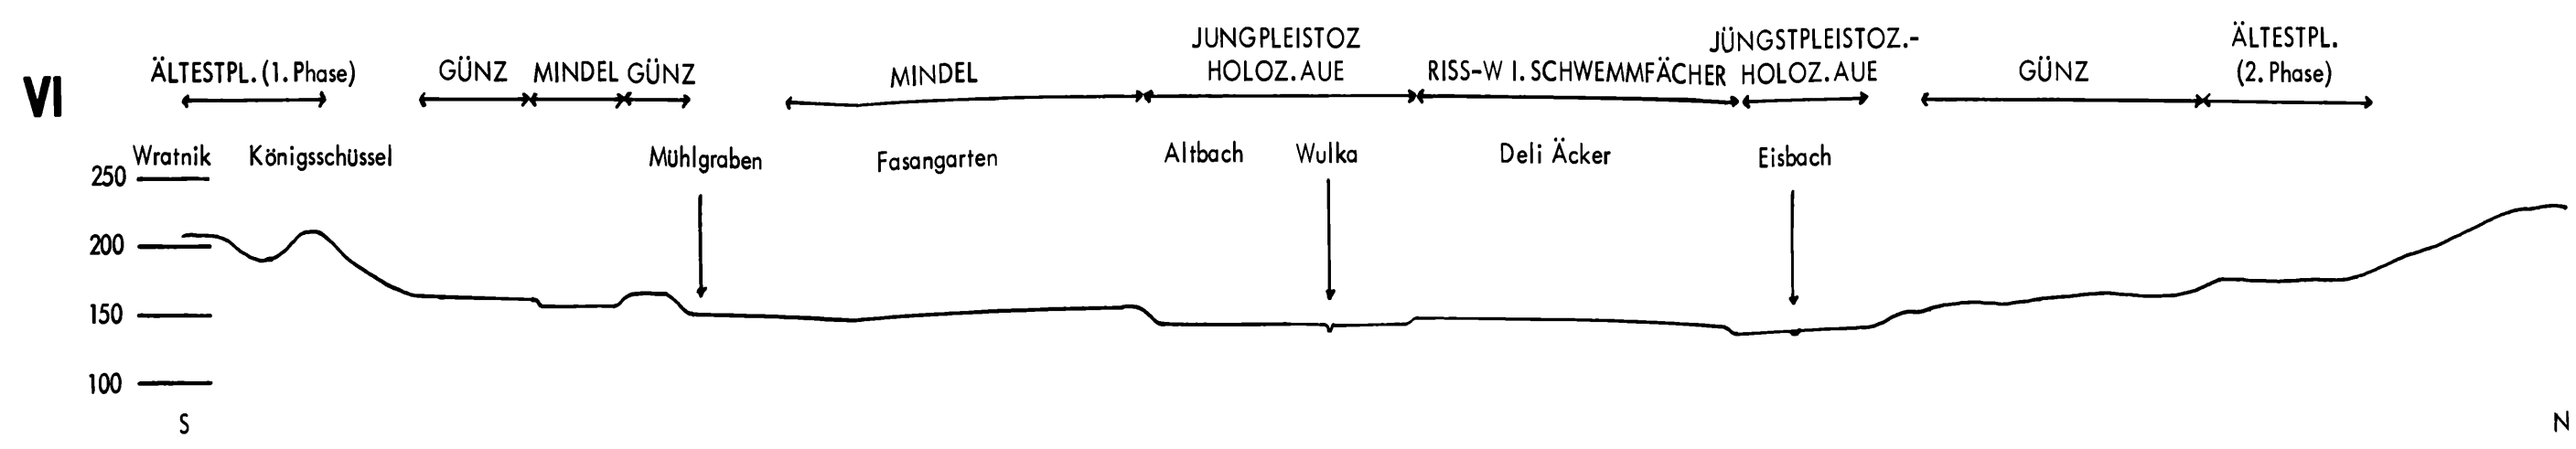 VI
ÄLTESTPL. (1. Phase)
GÜNZ
MINDEL
GÜNZ
MINDEL
JUNGPLEISTOZ
HOLOZ. AUE
RISS-W I. SCHWEMMFÄCHER
JÜNGSTPLEISTOZ.-
HOLOZ. AUE
GÜNZ
ÄLTESTPL.
(2. Phase)
Wratnik
Königsschüssel
Mühlgraben
Fasangarten
Altbach
Wulka
Deli Äcker
Eisbach
250
200
150
100
S
N